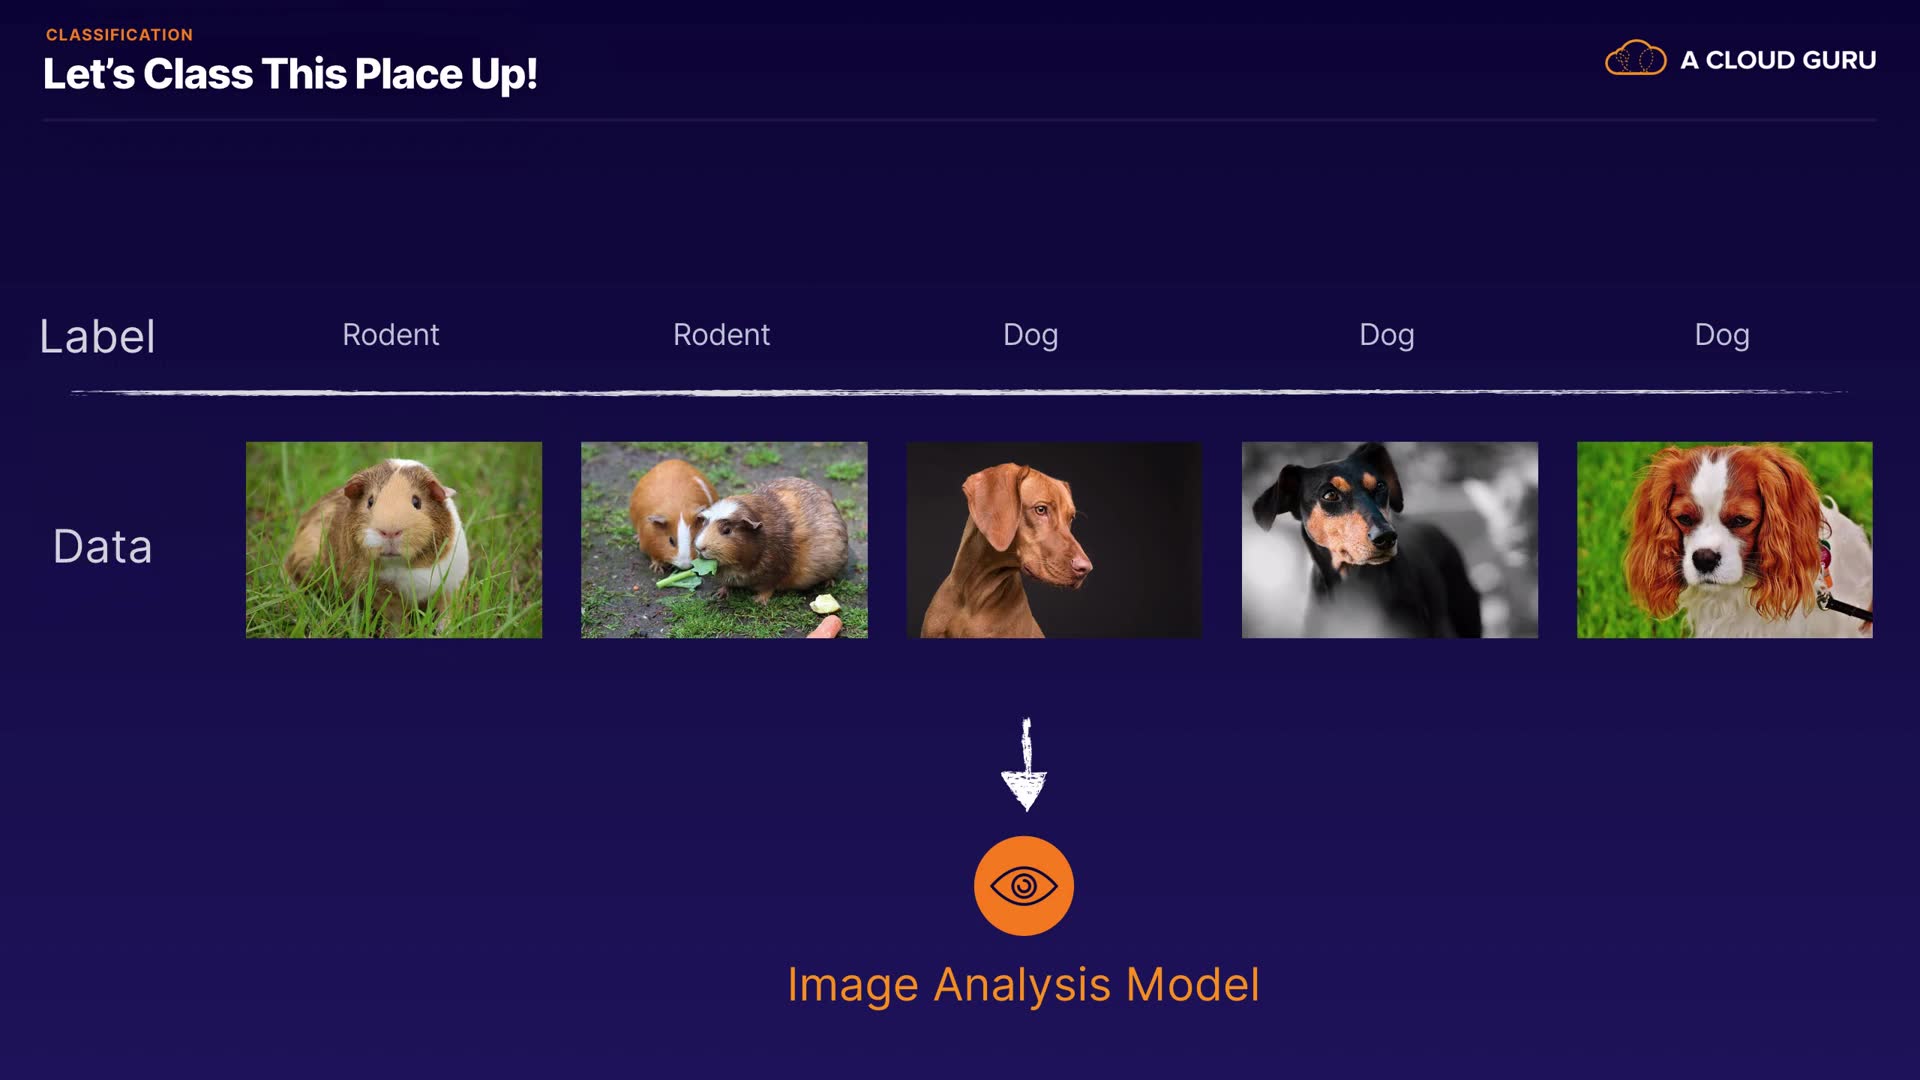 CLASSIFICATION
Let's Class This Place Up!
A CLOUD GURU
Label
Rodent
Rodent
Dog
Dog
Dog
Data
Image Analysis Model